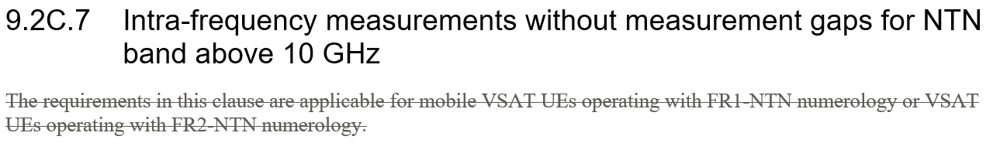 9.2C.7 Intra-frequency measurements without measurement gaps for NTN
band above 10 GHz
The requirements in this clause are applicable for mobile VSAT UEs operating with FR1-NTN numerology or VSAT
UEs operating with FR2-NTN numerology.